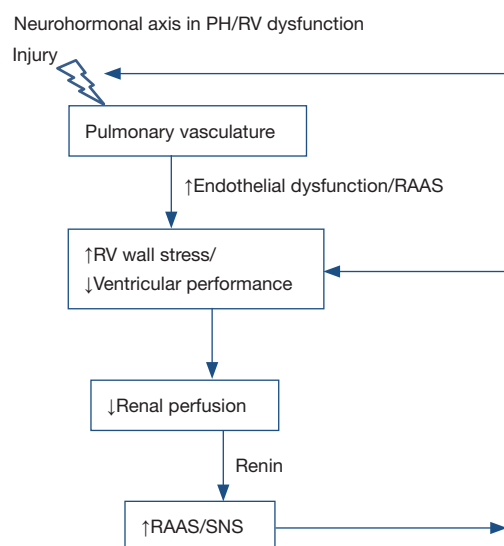 Neurohormonal axis in PH/RV dysfunction
Injury
Pulmonary vasculature
↑Endothelial dysfunction/RAAS
↑RV wall stress/
↓Ventricular performance
↓Renal perfusion
Renin
↑RAAS/SNS